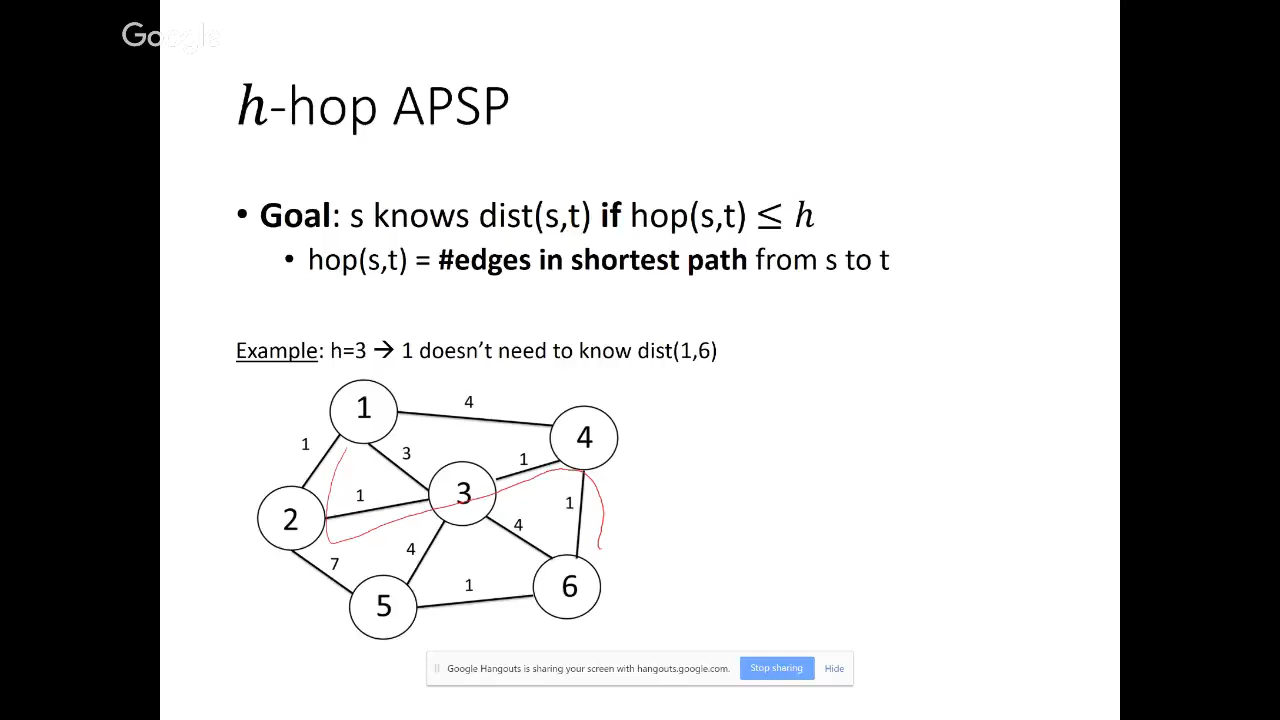 Google
h-hop APSP
• Goal: s knows dist(s,t) if hop(s,t) ≤ h
• hop(s,t) = #edges in shortest path from s to t
Example: h=3 → 1 doesn't need to know dist(1,6)
1
4
4
1
3
1
3
1
2
1
4
4
7
1
5
6
Google Hangouts is sharing your screen with hangouts.google.com.
Stop sharing
Hide